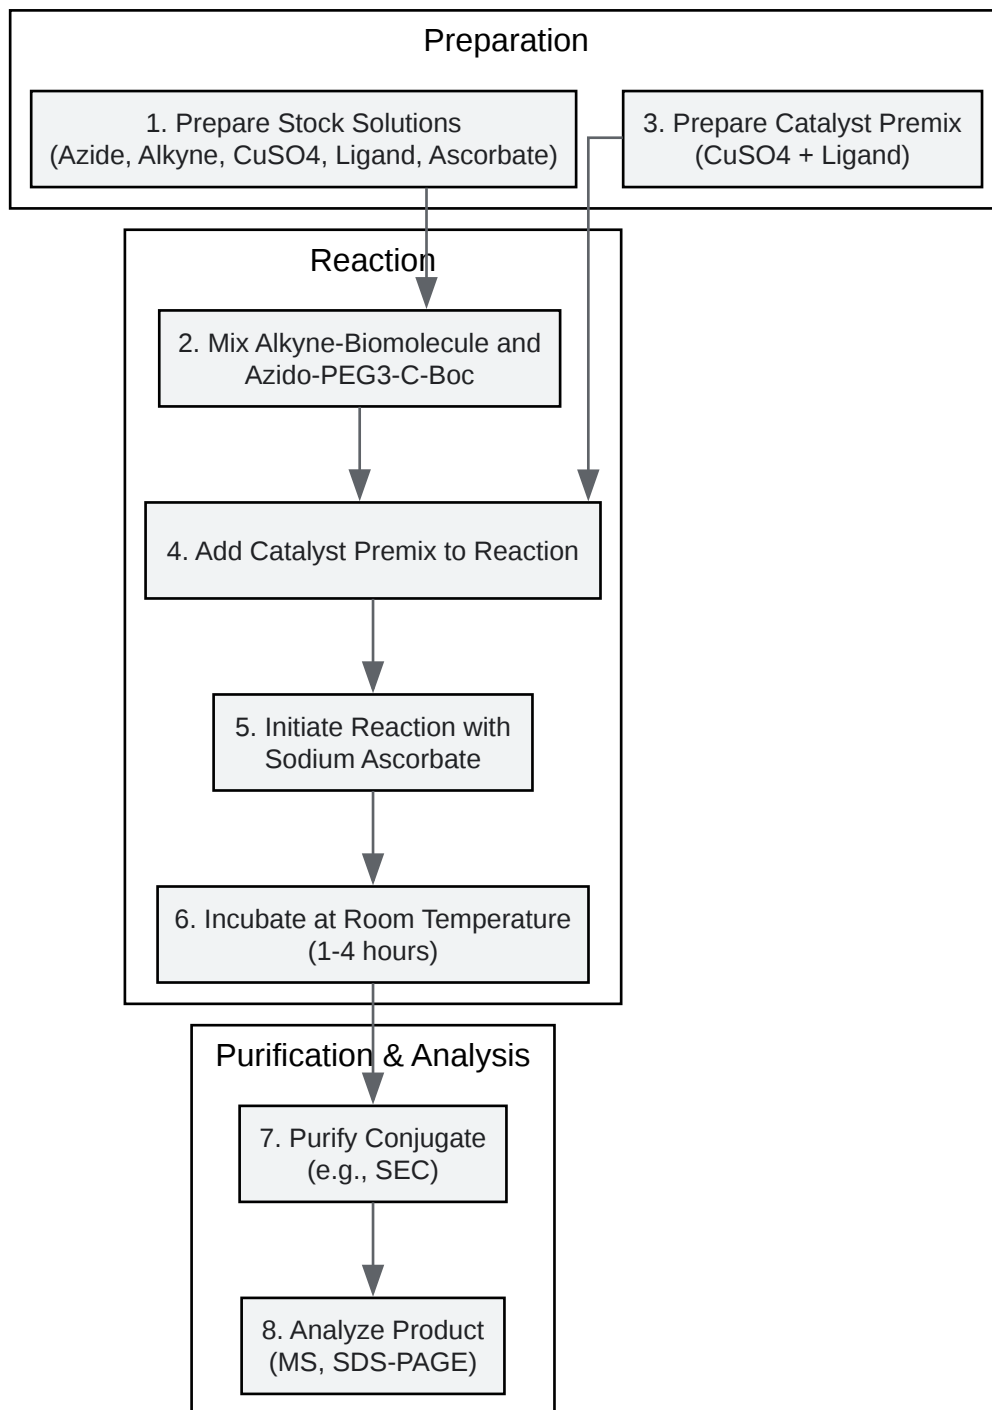 Preparation
1. Prepare Stock Solutions
(Azide, Alkyne, CuSO4, Ligand, Ascorbate)
3. Prepare Catalyst Premix
(CuSO4 + Ligand)
Reaction
2. Mix Alkyne-Biomolecule and
Azido-PEG3-C-Boc
4. Add Catalyst Premix to Reaction
5. Initiate Reaction with
Sodium Ascorbate
6. Incubate at Room Temperature
(1-4 hours)
Purification & Analysis
7. Purify Conjugate
(e.g., SEC)
8. Analyze Product
(MS, SDS-PAGE)